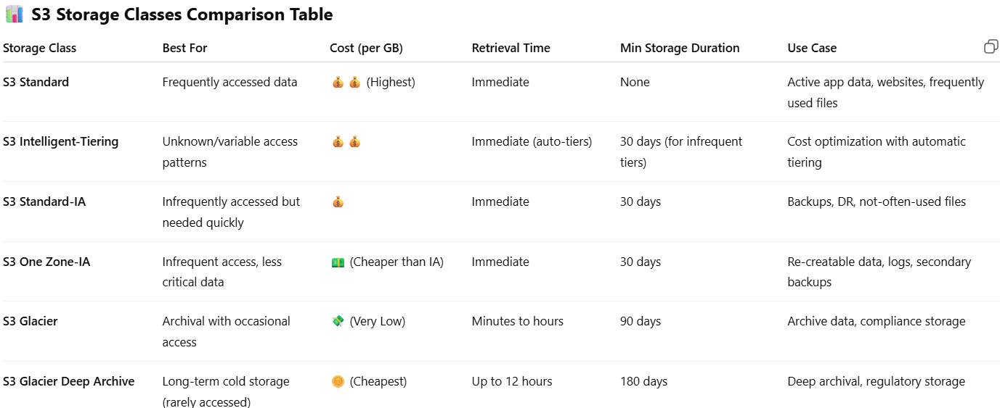 📊 S3 Storage Classes Comparison Table
Storage Class Best For Cost (per GB) Retrieval Time Min Storage Duration Use Case
S3 Standard Frequently accessed data 💰💰 (Highest) Immediate None Active app data, websites, frequently
used files
S3 Intelligent-Tiering Unknown/variable access 💰💰 Immediate (auto-tiers) 30 days (for infrequent Cost optimization with automatic
patterns tiers) tiering
S3 Standard-IA Infrequently accessed but 💰 Immediate 30 days Backups, DR, not-often-used files
needed quickly
S3 One Zone-IA Infrequent access, less 💵 (Cheaper than IA) Immediate 30 days Re-creatable data, logs, secondary
critical data backups
S3 Glacier Archival with occasional 💸 (Very Low) Minutes to hours 90 days Archive data, compliance storage
access
S3 Glacier Deep Archive Long-term cold storage 🪙 (Cheapest) Up to 12 hours 180 days Deep archival, regulatory storage
(rarely accessed)